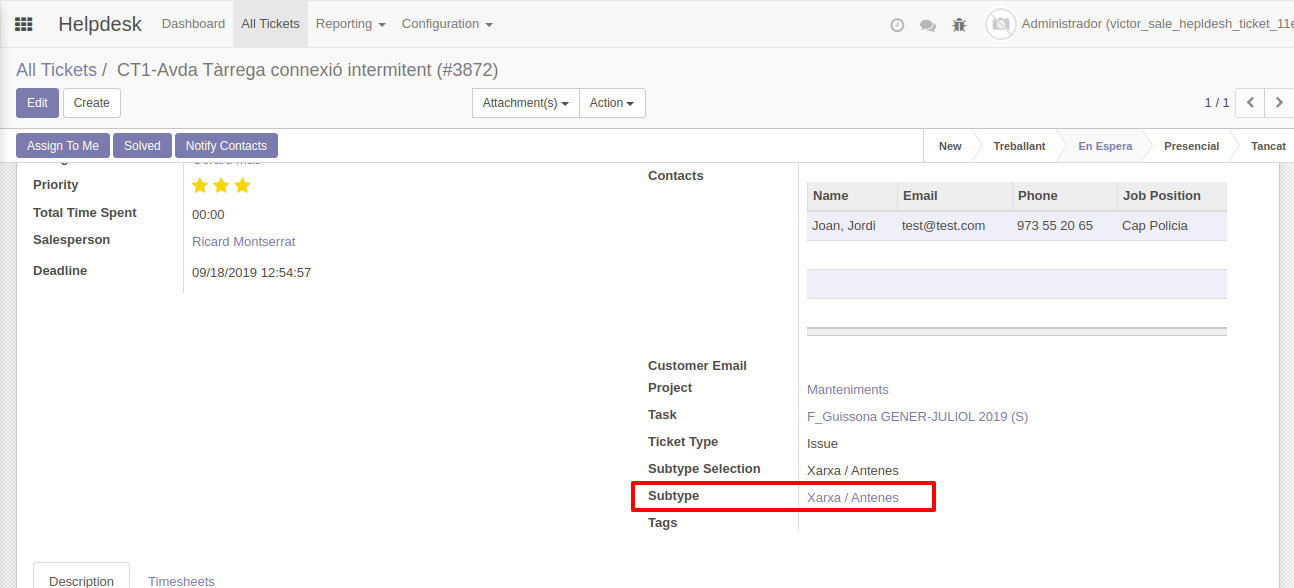 Helpdesk Dashboard All Tickets Reporting Configuration Administrador (victor_sale_hepldesh_ticket_11e
All Tickets / CT1-Avda Tàrrega connexió intermitent (#3872)
Edit Create Attachment(s) Action 1 / 1
Assign To Me Solved Notify Contacts New Treballant En Espera Presencial Tancat
Priority
Total Time Spent 00:00
Salesperson Ricard Montserrat
Deadline 09/18/2019 12:54:57
Contacts
Name Email Phone Job Position
Joan, Jordi test@test.com 973 55 20 65 Cap Policia
Customer Email
Project Manteniments
Task F_Guissona GENER-JULIOL 2019 (S)
Ticket Type Issue
Subtype Selection Xarxa / Antenes
Subtype Xarxa / Antenes
Tags
Description Timesheets